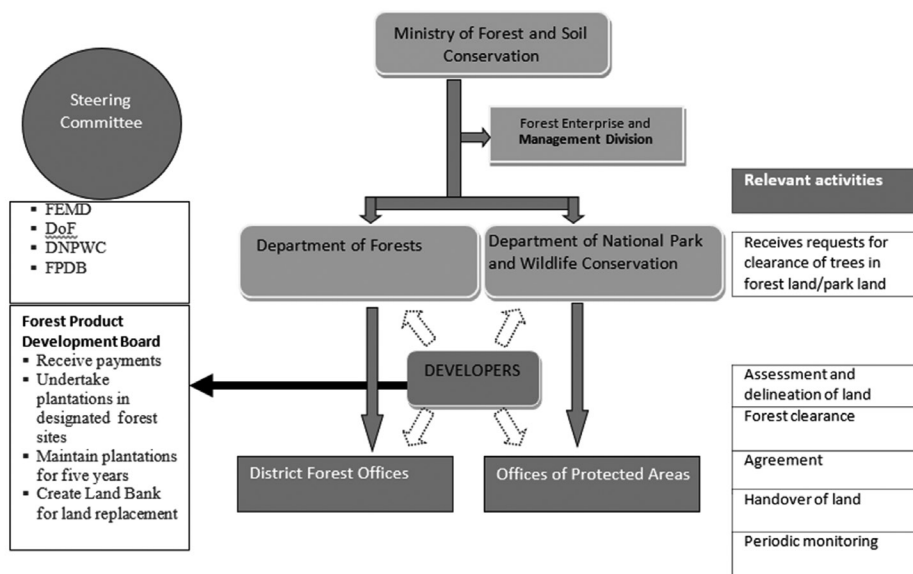 Ministry of Forest and Soil
Conservation
Steering
Committee
Forest Enterprise and
Management Division
Relevant activities
▪ FEMD
▪ DoF
▪ DNPWC
▪ FPDB
Department of Forests
Department of National Park
and Wildlife Conservation
Receives requests for
clearance of trees in
forest land/park land
Forest Product
Development Board
▪ Receive payments
▪ Undertake
plantations in
designated forest
sites
▪ Maintain plantations
for five years
▪ Create Land Bank
for land replacement
DEVELOPERS
District Forest Offices
Offices of Protected Areas
Assessment and
delineation of land
Forest clearance
Agreement
Handover of land
Periodic monitoring